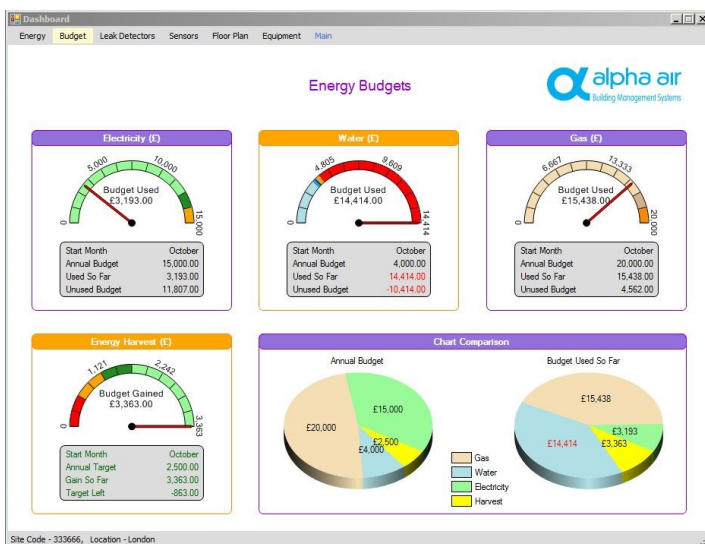 Dashboard
Energy Budget Leak Detectors Sensors Floor Plan Equipment Main
Energy Budgets
alpha air
Building Management Systems
Electricity (£)
0
5,000
10,000
15,000
Budget Used
£3,193.00
Start Month October
Annual Budget 15,000.00
Used So Far 3,193.00
Unused Budget 11,807.00
Water (£)
0
4,805
9,609
14,414
Budget Used
£14,414.00
Start Month October
Annual Budget 4,000.00
Used So Far 14,414.00
Unused Budget -10,414.00
Gas (£)
0
6,667
13,333
20,000
Budget Used
£15,438.00
Start Month October
Annual Budget 20,000.00
Used So Far 15,438.00
Unused Budget 4,562.00
Energy Harvest (£)
0
1,121
2,242
3,363
Budget Gained
£3,363.00
Start Month October
Annual Target 2,500.00
Gain So Far 3,363.00
Target Left -863.00
Chart Comparison
Annual Budget
£15,000
£20,000
£2,500
£4,000
Gas
Water
Electricity
Harvest
Budget Used So Far
£15,438
£3,193
£14,414
£3,363
Site Code - 333666, Location - London